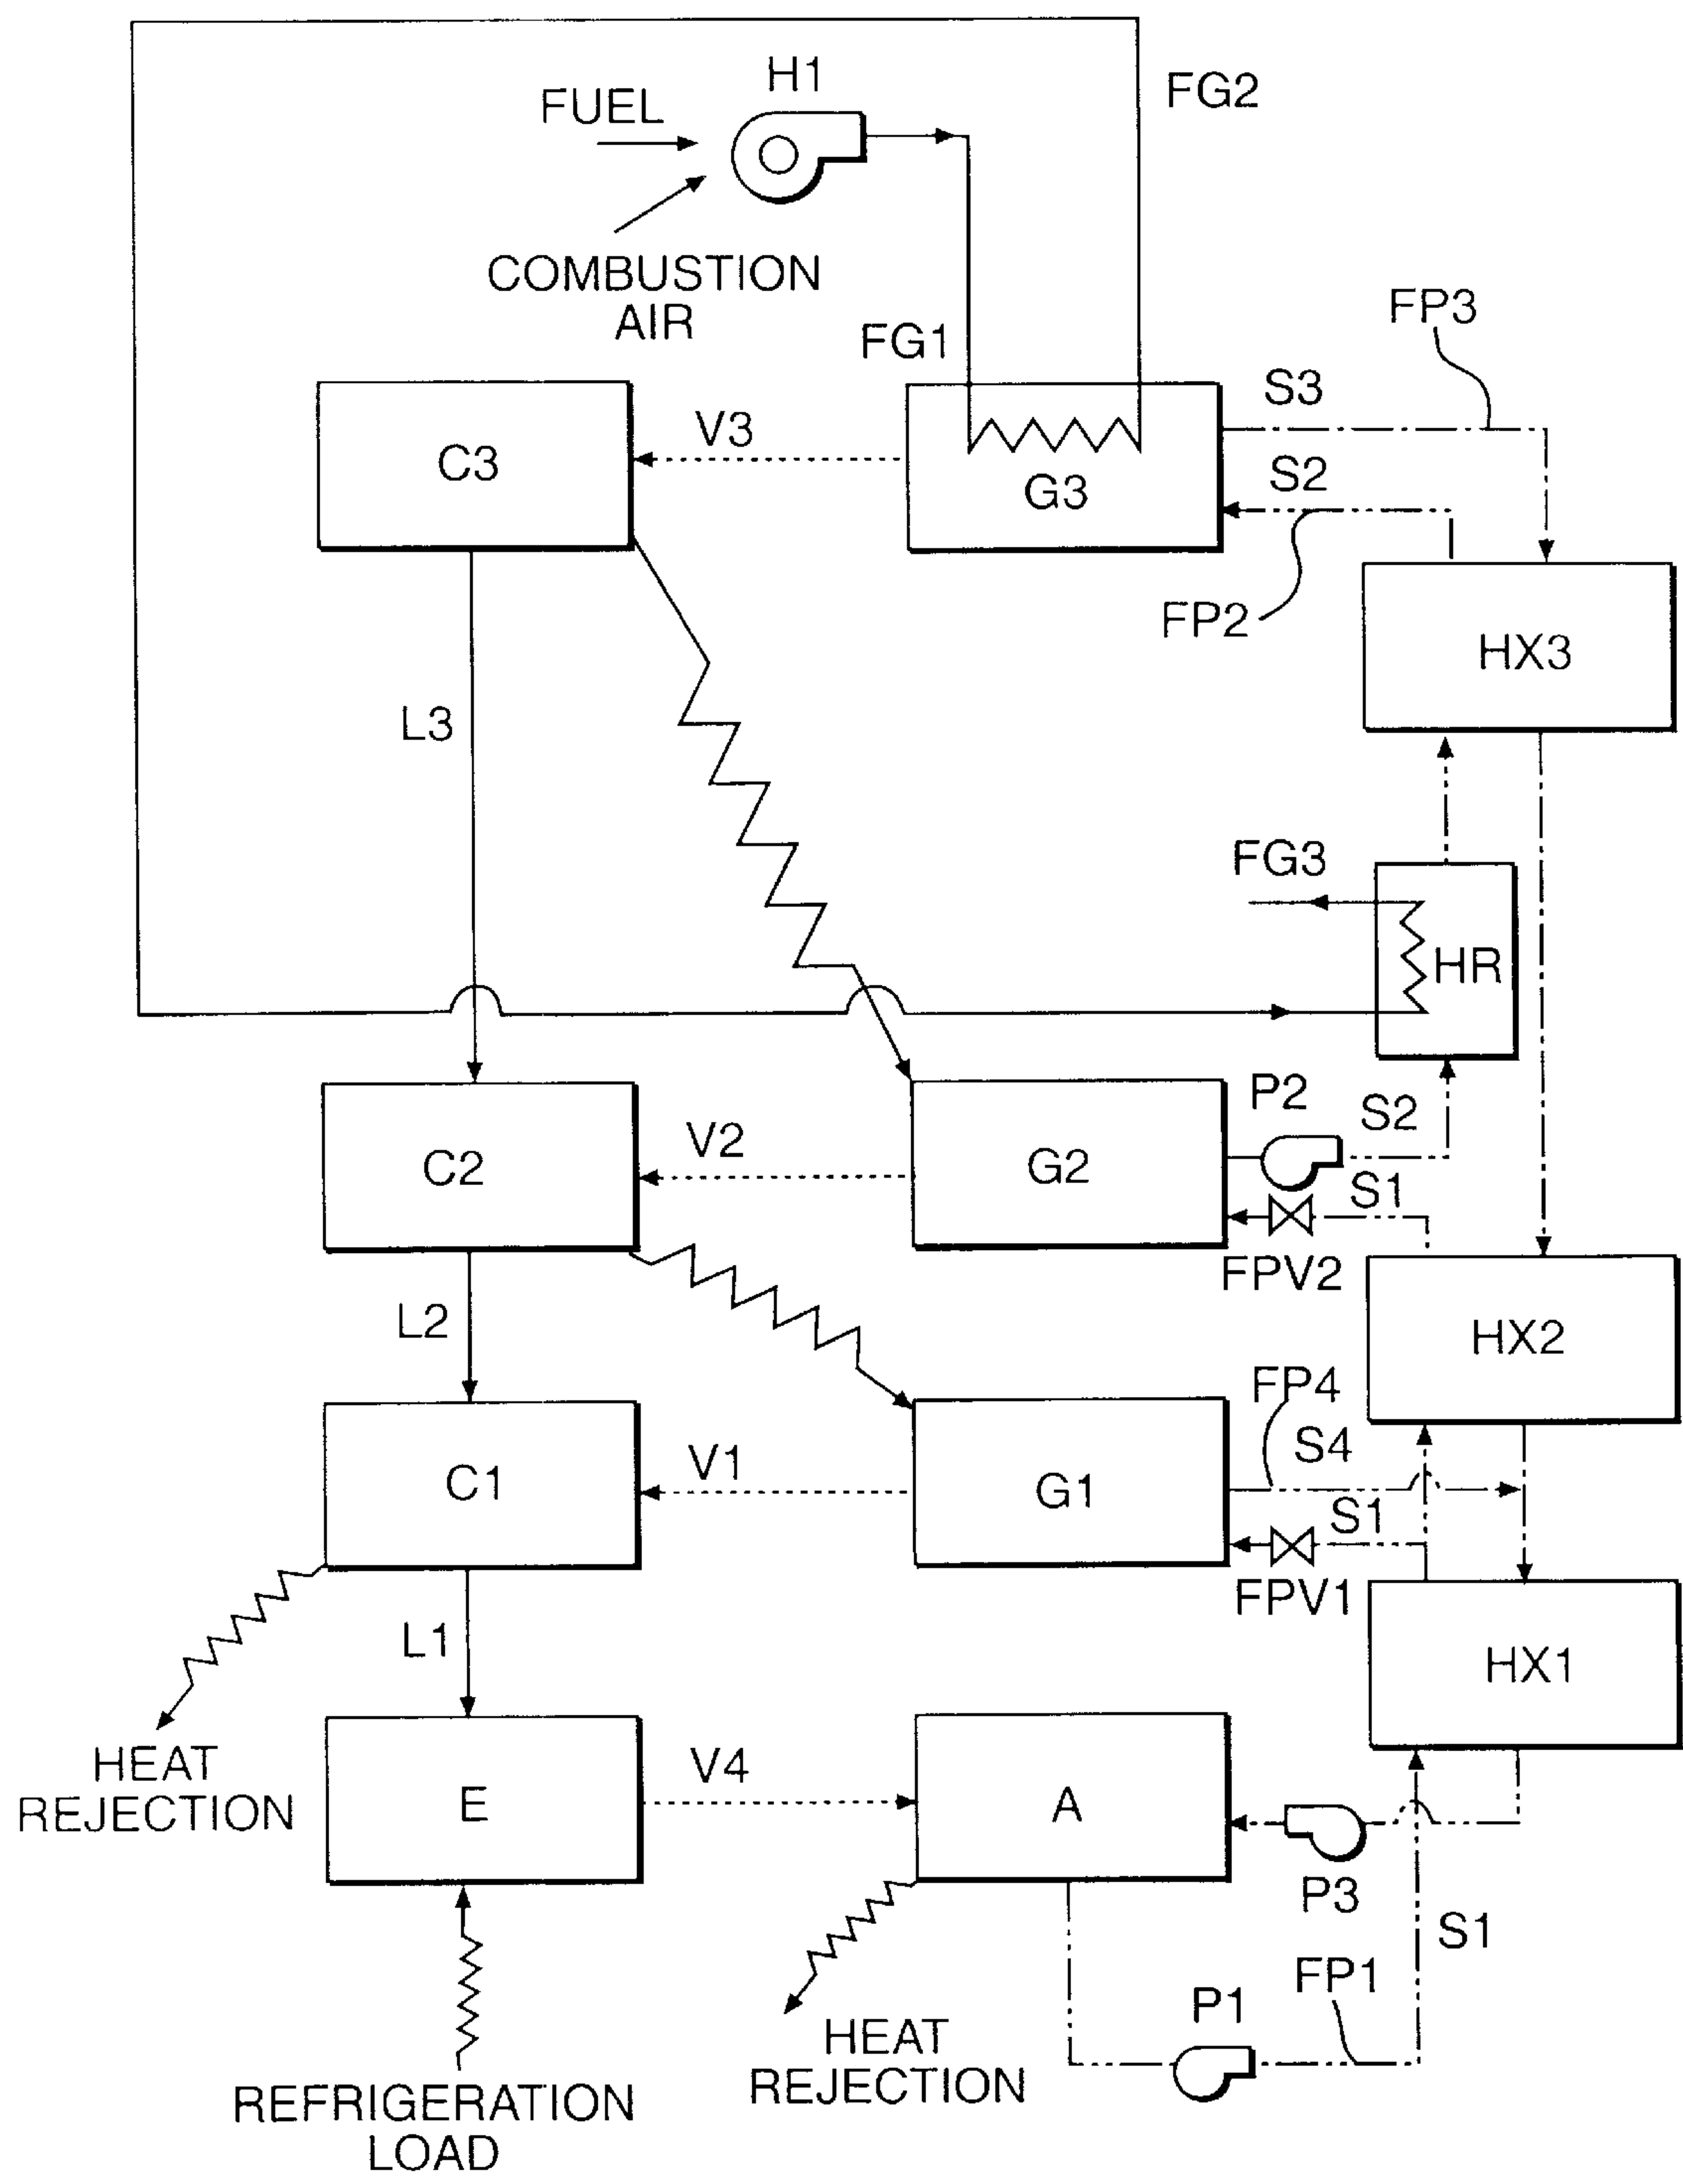 H1
FG2
FUEL
COMBUSTION
AIR
FP3
FG1
S3
V3
C3
S2
G3
FP2
HX3
L3
FG3
HR
P2
S2
V2
C2
G2
S1
FPV2
L2
HX2
FP4
S4
V1
C1
G1
S1
FPV1
L1
HX1
HEAT
REJECTION
V4
E
A
P3
S1
FP1
P1
HEAT
REJECTION
REFRIGERATION
LOAD